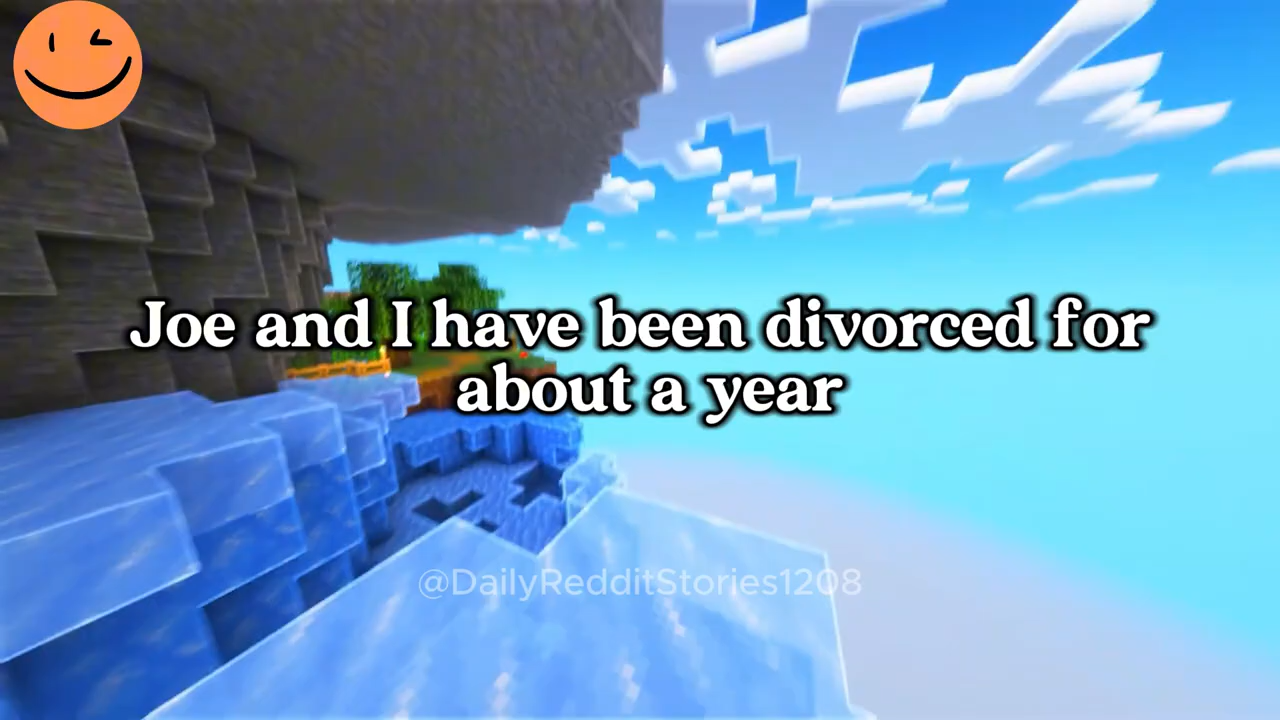 Joe and I have been divorced for
about a year
@DailyRedditStories1208